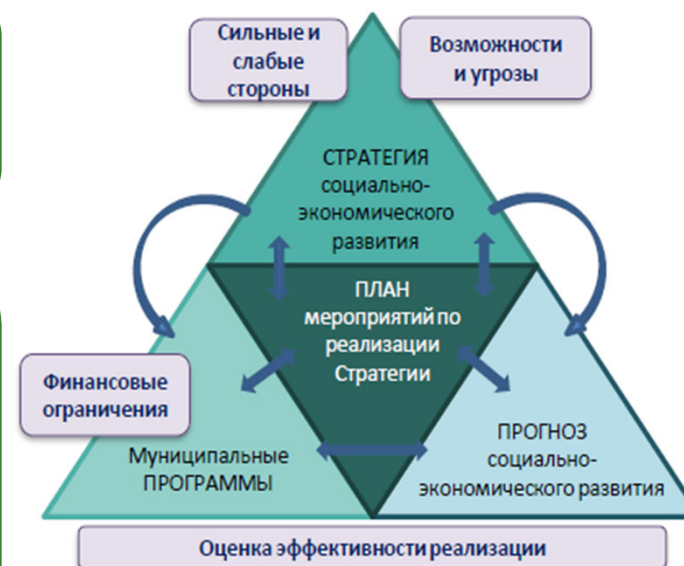 Сильные и
слабые
стороны
Возможности
и угрозы
СТРАТЕГИЯ
социально-
экономического
развития
ПЛАН
мероприятий по
реализации
Стратегии
Финансовые
ограничения
Муниципальные
ПРОГРАММЫ
ПРОГНОЗ
социально-
экономического развития
Оценка эффективности реализации